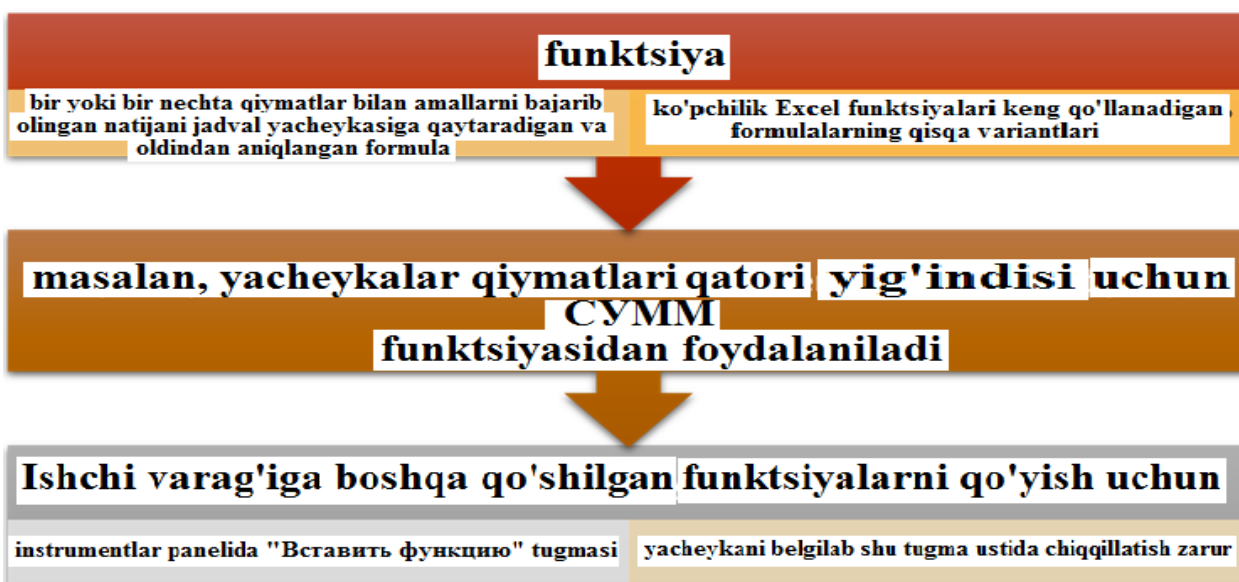 funktsiya
bir yoki bir nechta qiymatlar bilan amallarni bajarib
olingan natijani jadval yacheykasiga qaytaradigan va
oldindan aniqlangan formula
ko'pchilik Excel funktsiyalari keng qo'llanadigan
formulalarning qisqa variantlari
masalan, yacheykalar qiymatlari qatori yig'indisi uchun
СУММ
funktsiyasidan foydalaniladi
Ishchi varag'iga boshqa qo'shilgan funktsiyalarni qo'yish uchun
instrumentlar panelida "Вставить функцию" tugmasi
yacheykani belgilab shu tugma ustida chiqqillatish zarur